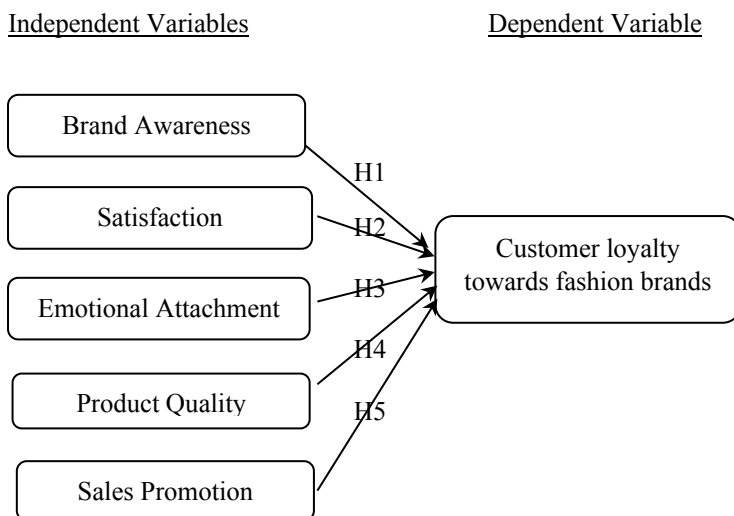 Independent Variables
Dependent Variable
Brand Awareness
H1
Satisfaction
H2
Customer loyalty
towards fashion brands
Emotional Attachment
H3
H4
Product Quality
H5
Sales Promotion